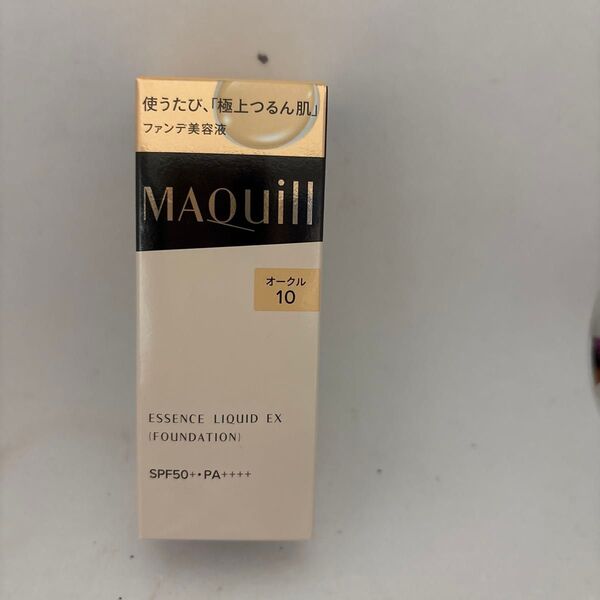 使うたび、「極上つるん肌」
ファンデ美容液
MAQuill
オークル
10
ESSENCE LIQUID EX
(FOUNDATION)
SPF50+・PA++++